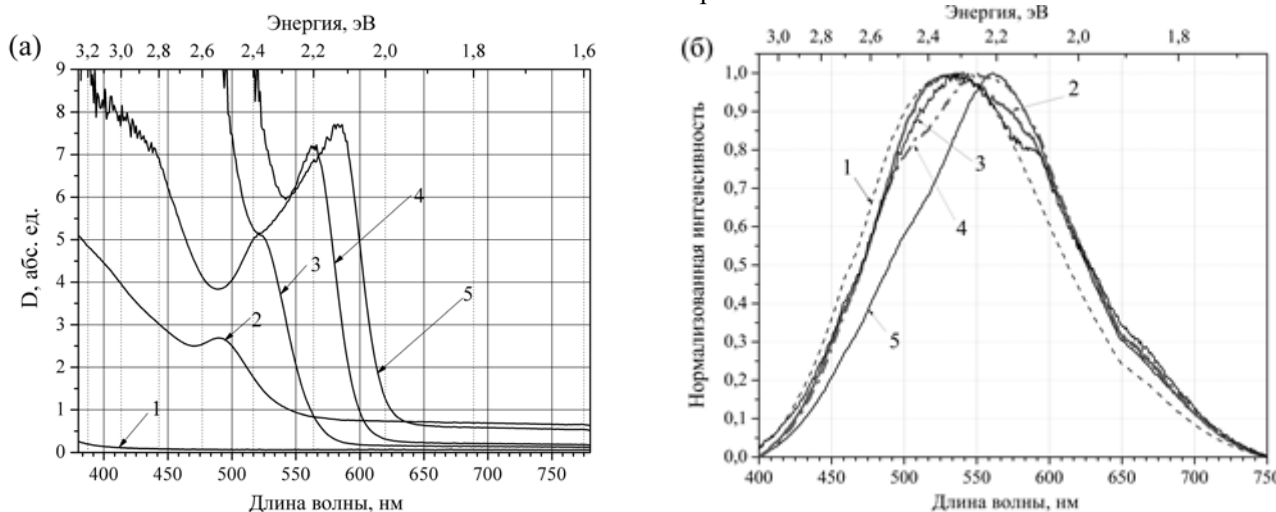 (а)
Энергия, эВ
3,2 3,0 2,8 2,6 2,4 2,2 2,0 1,8 1,6
D, абс. ед.
9
8
7
6
5
4
3
2
1
0
1
2
3
4
5
400 450 500 550 600 650 700 750
Длина волны, нм
(б)
Энергия, эВ
3,0 2,8 2,6 2,4 2,2 2,0 1,8
Нормализованная интенсивность
1,0
0,9
0,8
0,7
0,6
0,5
0,4
0,3
0,2
0,1
0,0
1
2
3
4
5
400 450 500 550 600 650 700 750
Длина волны, нм